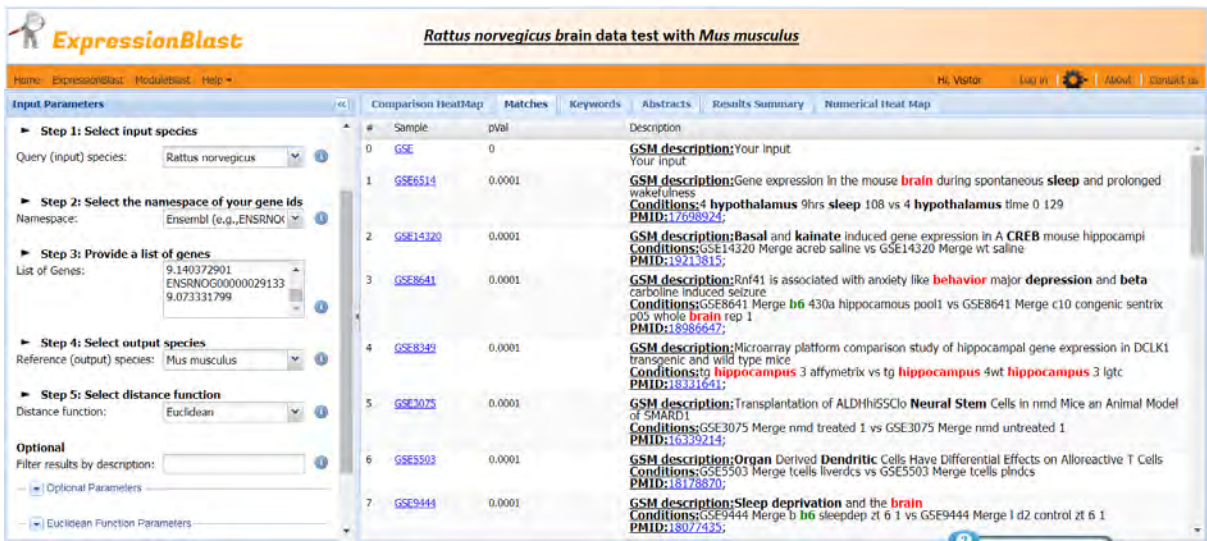 ExpressionBlast
Rattus norvegicus brain data test with Mus musculus
Home ExpressionBlast ModuleBlast Help
Hi, Visitor Log in About Contact us
Input Parameters
Step 1: Select input species
Query (input) species: Rattus norvegicus
Step 2: Select the namespace of your gene ids
Namespace: Ensembl (e.g.,ENSRNO(
Step 3: Provide a list of genes
List of Genes: 9.140372901
ENSRNOG00000029133
9.073331799
Step 4: Select output species
Reference (output) species: Mus musculus
Step 5: Select distance function
Distance function: Euclidean
Optional
Filter results by description:
Optional Parameters
Euclidean Function Parameters
Comparison HeatMap Matches Keywords Abstracts Results Summary Numerical Heat Map
# Sample pVal Description
0 GSE 0 GSM description:Your Input
Your input
1 GSE6514 0.0001 GSM description:Gene expression in the mouse brain during spontaneous sleep and prolonged
wakefulness
Conditions:4 hypothalamus 9hrs sleep 108 vs 4 hypothalamus time 0 129
PMID:17698924;
2 GSE14320 0.0001 GSM description:Basal and kainate induced gene expression in A CREB mouse hippocampi
Conditions:GSE14320 Merge acreb saline vs GSE14320 Merge wt saline
PMID:19213815;
3 GSE8641 0.0001 GSM description:Rnf41 is associated with anxiety like behavior major depression and beta
carboline induced seizure
Conditions:GSE8641 Merge b6 430a hippocamous pool1 vs GSE8641 Merge c10 congenic sentrix
p05 whole brain rep 1
PMID:18986647;
4 GSE8349 0.0001 GSM description:Microarray platform comparison study of hippocampal gene expression in DCLK1
transgenic and wild type mice
Conditions:tg hippocampus 3 affymetrix vs tg hippocampus 4wt hippocampus 3 lgtc
PMID:18331641;
5 GSE3075 0.0001 GSM description:Transplantation of ALDHhiSSClo Neural Stem Cells in nmd Mice an Animal Model
of SMARD1
Conditions:GSE3075 Merge nmd treated 1 vs GSE3075 Merge nmd untreated 1
PMID:16339214;
6 GSE5503 0.0001 GSM description:Organ Derived Dendritic Cells Have Differential Effects on Alloreactive T Cells
Conditions:GSE5503 Merge tcells liverdcs vs GSE5503 Merge tcells plndcs
PMID:18178870;
7 GSE9444 0.0001 GSM description:Sleep deprivation and the brain
Conditions:GSE9444 Merge b b6 sleepdep zt 6 1 vs GSE9444 Merge l d2 control zt 6 1
PMID:18077435;